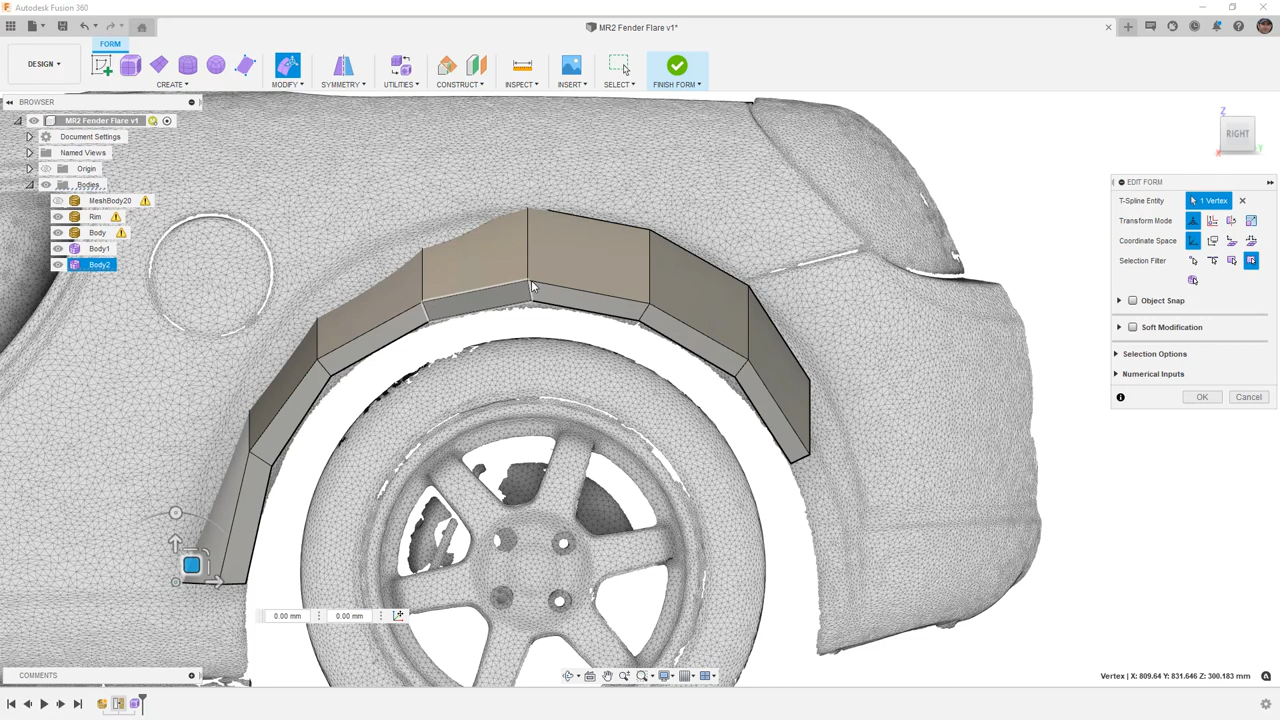 Autodesk Fusion 360
MR2 Fender Flare v1*
FORM
DESIGN
CREATE
MODIFY
SYMMETRY
UTILITIES
CONSTRUCT
INSPECT
INSERT
SELECT
FINISH FORM
BROWSER
MR2 Fender Flare v1
Document Settings
Named Views
Origin
Bodies
MeshBody20
Rim
Body
Body1
Body2
Z
RIGHT
X
Y
EDIT FORM
T-Spline Entity
1 Vertex
Transform Mode
Coordinate Space
Selection Filter
Object Snap
Soft Modification
Selection Options
Numerical Inputs
OK
Cancel
0.00 mm
0.00 mm
COMMENTS
Vertex | X: 809.64 Y: 831.646 Z: 300.183 mm